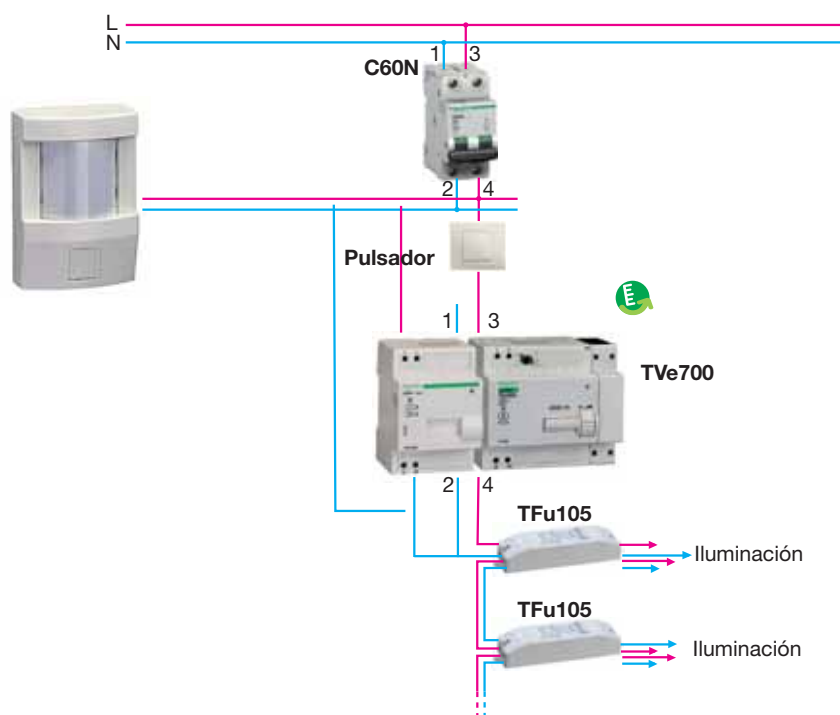 L
N
1 3
C60N
2 4
Pulsador
E
1 3
TVe700
2 4
TFu105
Iluminación
TFu105
Iluminación